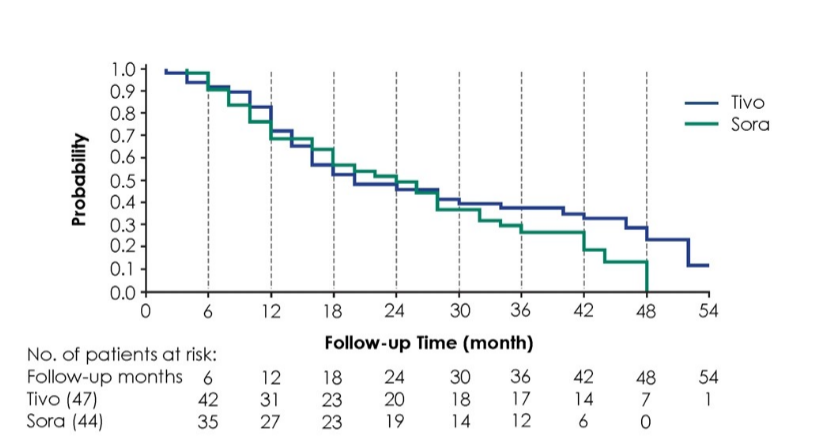 1.0
0.9
0.8
0.7
0.6
0.5
0.4
0.3
0.2
0.1
0.0
Probability
Tivo
Sora
0 6 12 18 24 30 36 42 48 54
Follow-up Time (month)
No. of patients at risk:
Follow-up months 6 12 18 24 30 36 42 48 54
Tivo (47) 42 31 23 20 18 17 14 7 1
Sora (44) 35 27 23 19 14 12 6 0